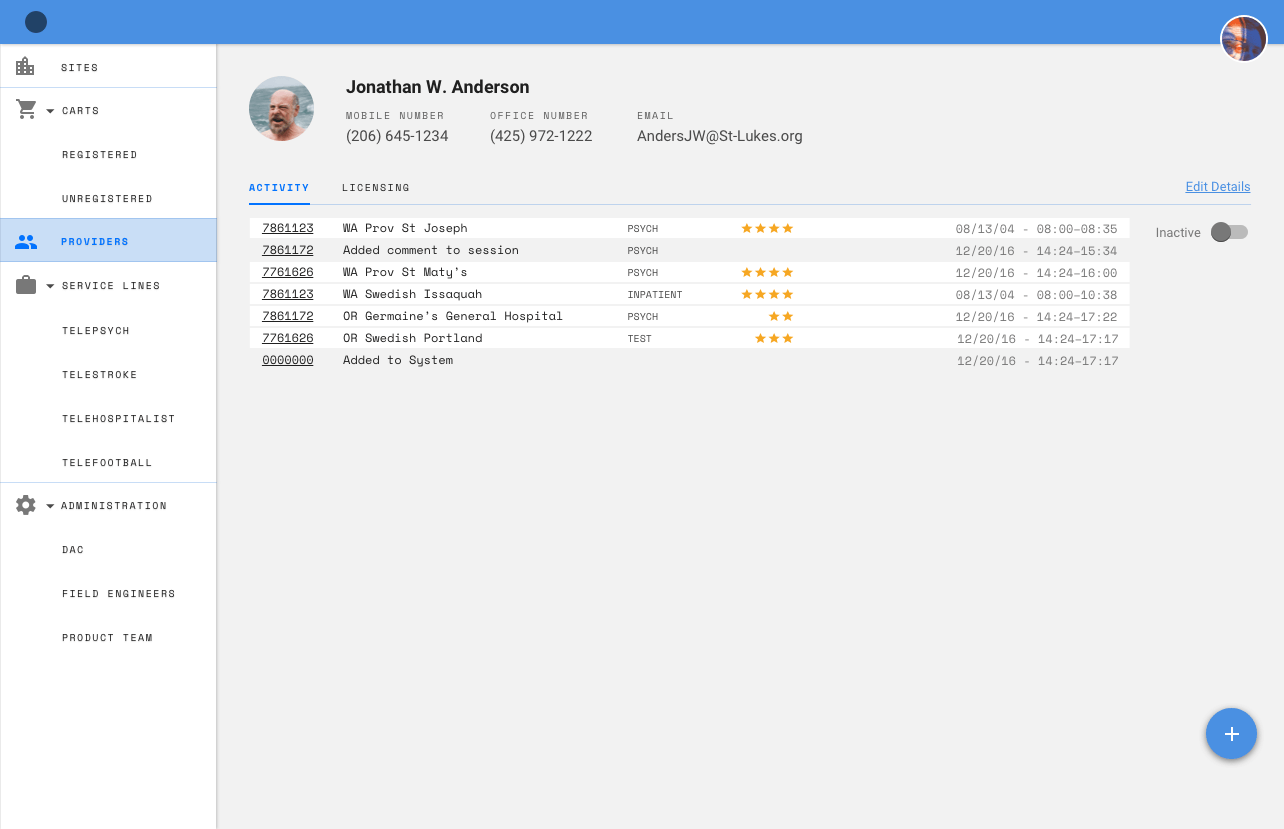 SITES
CARTS
REGISTERED
UNREGISTERED
PROVIDERS
SERVICE LINES
TELEPSYCH
TELESTROKE
TELEHOSPITALIST
TELEFOOTBALL
ADMINISTRATION
DAC
FIELD ENGINEERS
PRODUCT TEAM
Jonathan W. Anderson
MOBILE NUMBER OFFICE NUMBER EMAIL
(206) 645-1234 (425) 972-1222 AndersJW@St-Lukes.org
ACTIVITY LICENSING Edit Details
7861123 WA Prov St Joseph PSYCH 08/13/04 - 08:00–08:35
Inactive
7861172 Added comment to session PSYCH 12/20/16 - 14:24–15:34
7761626 WA Prov St Maty's PSYCH 12/20/16 - 14:24–16:00
7861123 WA Swedish Issaquah INPATIENT 08/13/04 - 08:00–10:38
7861172 OR Germaine's General Hospital PSYCH 12/20/16 - 14:24–17:22
7761626 OR Swedish Portland TEST 12/20/16 - 14:24–17:17
0000000 Added to System 12/20/16 - 14:24–17:17